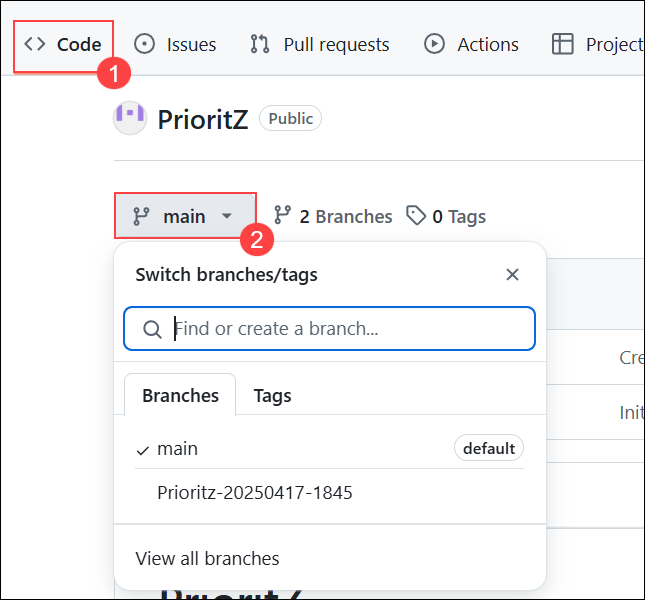 Code Issues Pull requests Actions Project
1
PrioritZ Public
main 2 Branches 0 Tags
2
Switch branches/tags
Find or create a branch...
Cre
Branches Tags
Init
main default
Prioritz-20250417-1845
View all branches
PrioritZ